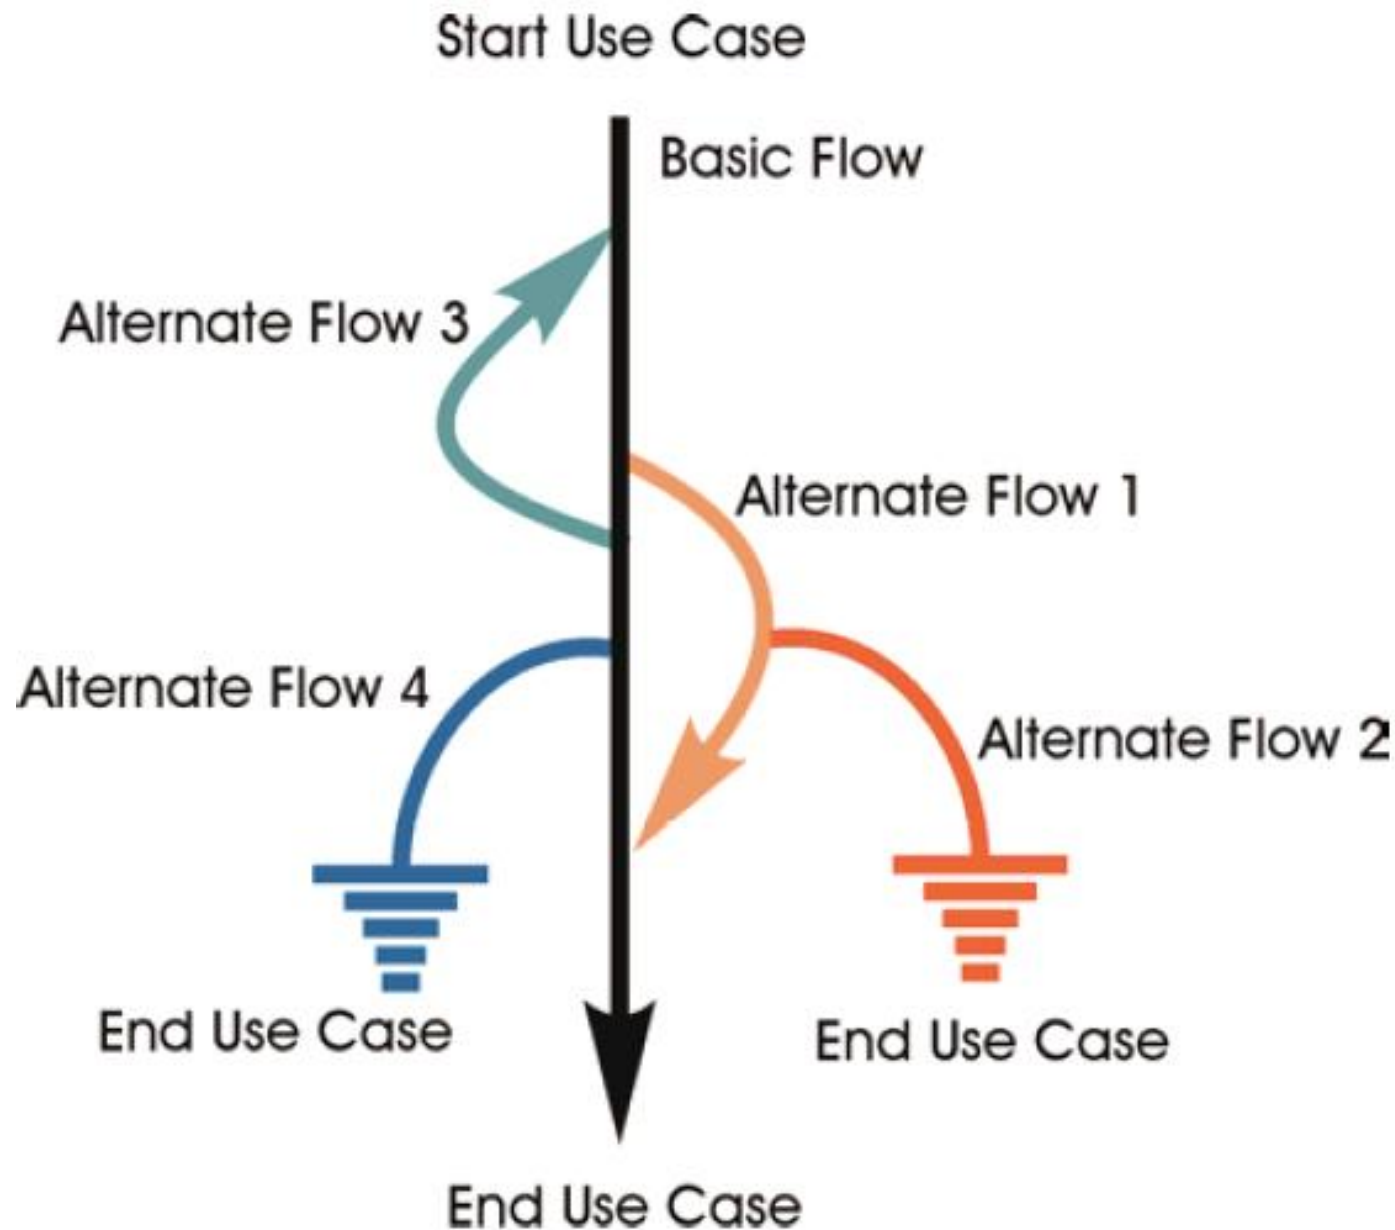 Start Use Case
Basic Flow
Alternate Flow 3
Alternate Flow 1
Alternate Flow 4
Alternate Flow 2
End Use Case
End Use Case
End Use Case